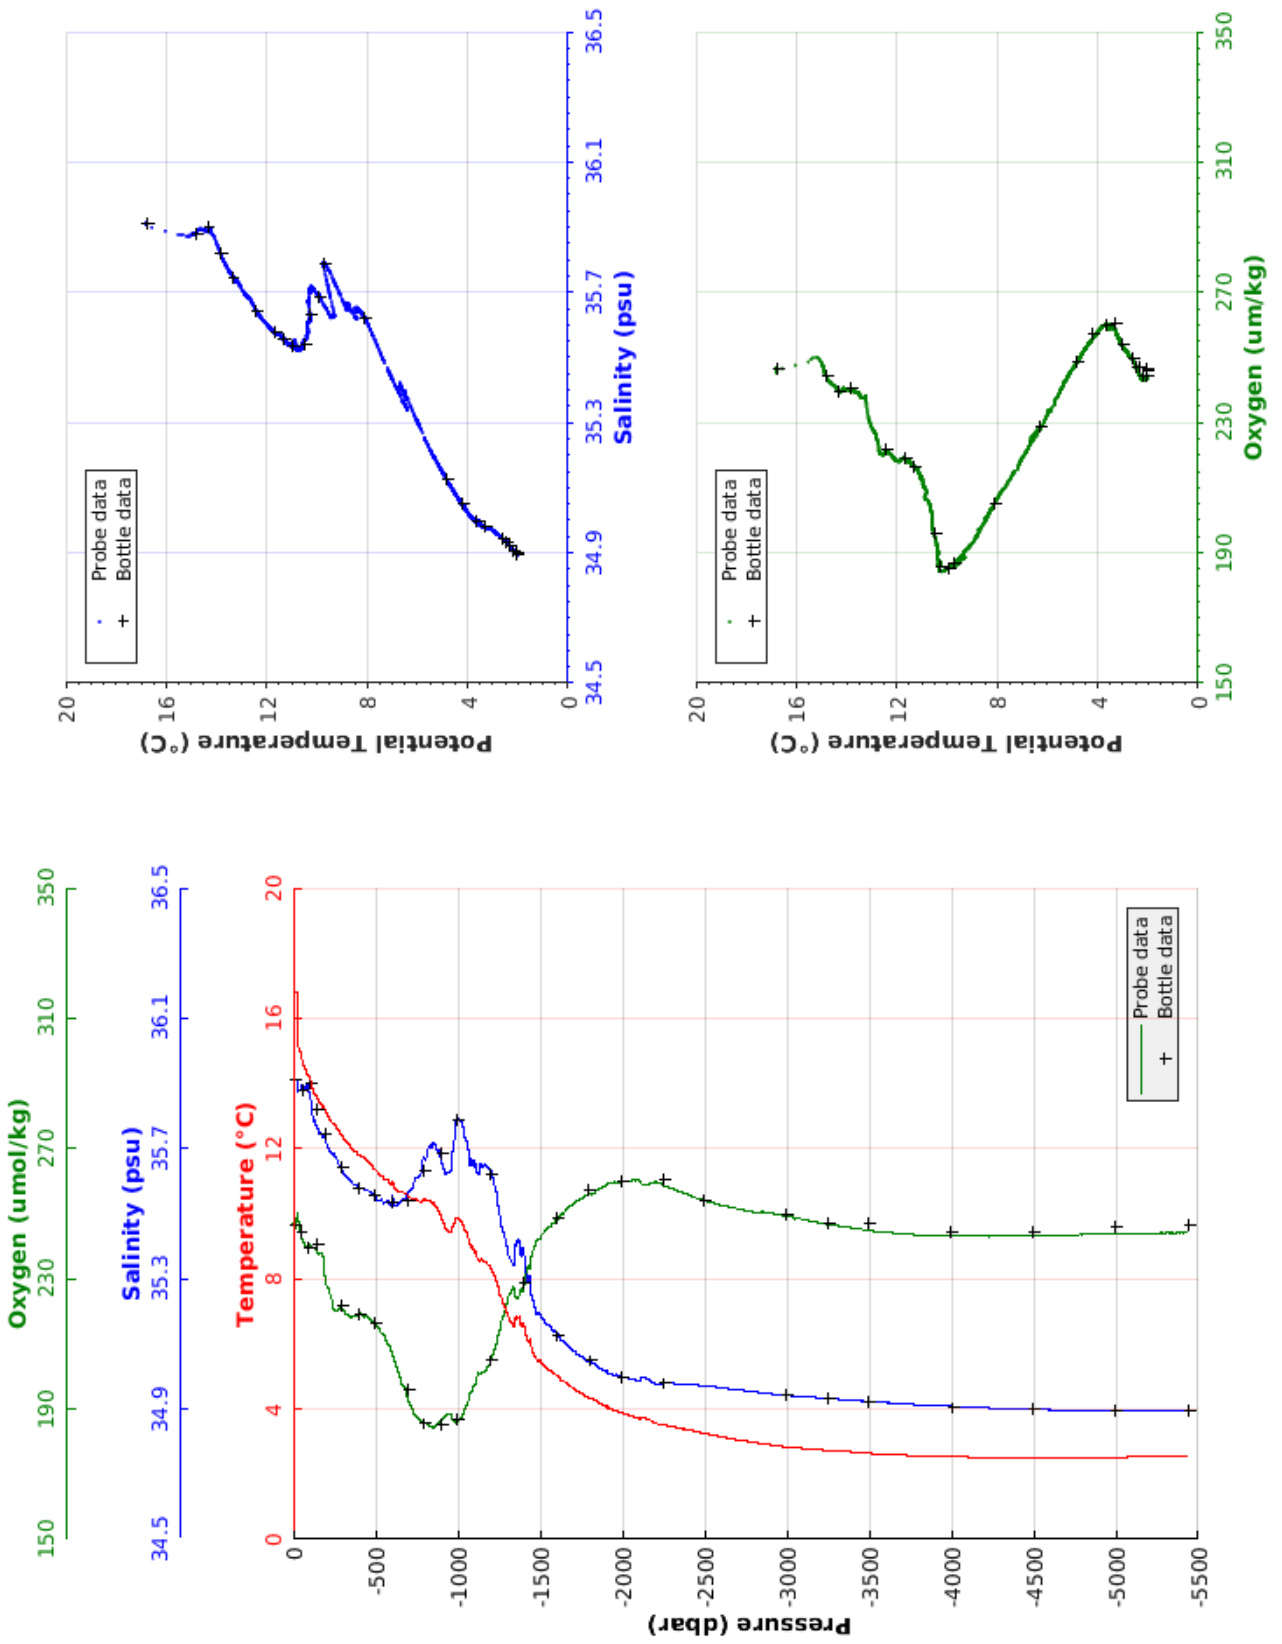 Oxygen (umol/kg)
150 190 230 270 310 350
Salinity (psu)
34.5 34.9 35.3 35.7 36.1 36.5
Temperature (°C)
0 4 8 12 16 20
Pressure (dbar)
0
-500
-1000
-1500
-2000
-2500
-3000
-3500
-4000
-4500
-5000
-5500
Probe data
Bottle data
Potential Temperature (°C)
20
16
12
8
4
0
Probe data
Bottle data
34.5 34.9 35.3 35.7 36.1 36.5
Salinity (psu)
Potential Temperature (°C)
20
16
12
8
4
0
Probe data
Bottle data
150 190 230 270 310 350
Oxygen (um/kg)